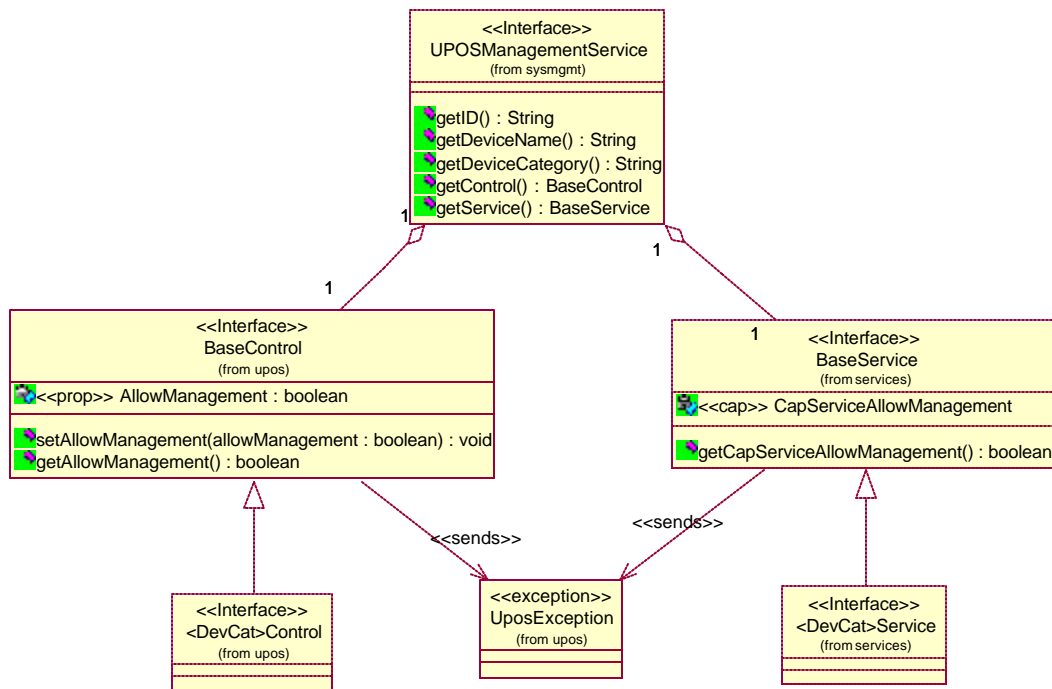 <<Interface>>
UPOSManagementService
(from sysmgmt)
getID() : String
getDeviceName() : String
getDeviceCategory() : String
getControl() : BaseControl
getService() : BaseService
1
1
1
1
<<Interface>>
BaseControl
(from upos)
<<prop>> AllowManagement : boolean
setAllowManagement(allowManagement : boolean) : void
getAllowManagement() : boolean
<<Interface>>
BaseService
(from services)
<<cap>> CapServiceAllowManagement
getCapServiceAllowManagement() : boolean
<<sends>>
<<sends>>
<<Interface>>
<DevCat>Control
(from upos)
<<exception>>
UposException
(from upos)
<<Interface>>
<DevCat>Service
(from services)